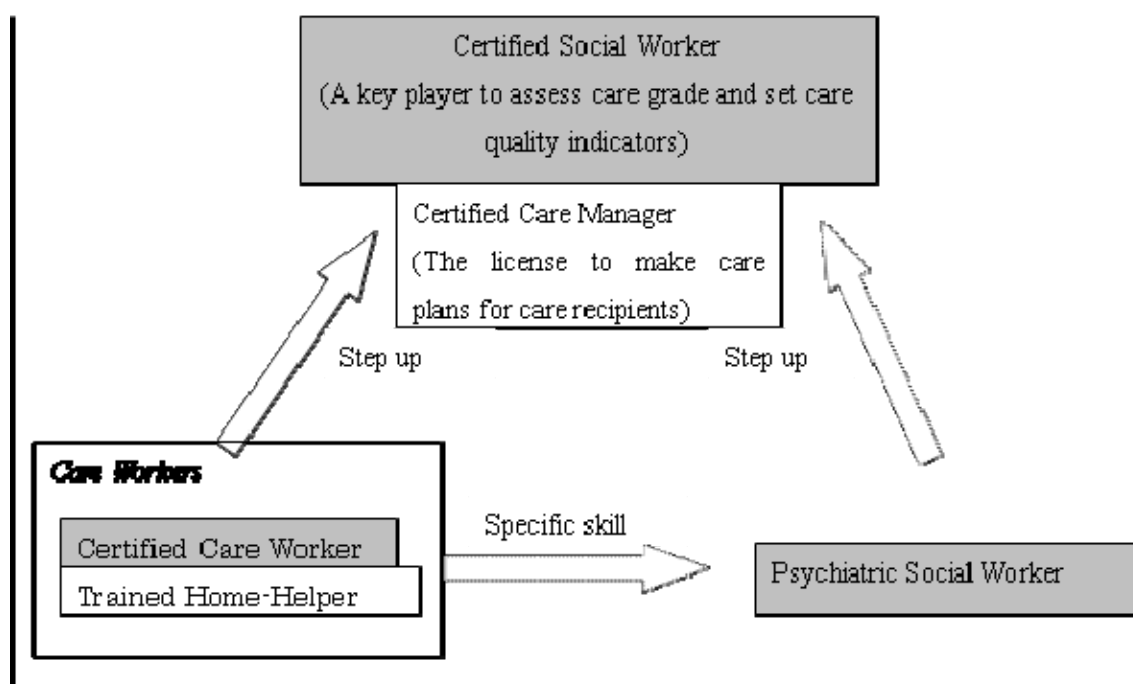 Certified Social Worker
(A key player to assess care grade and set care
quality indicators)
Certified Care Manager
(The license to make care
plans for care recipients)
Step up
Step up
Care Workers
Certified Care Worker
Trained Home-Helper
Specific skill
Psychiatric Social Worker